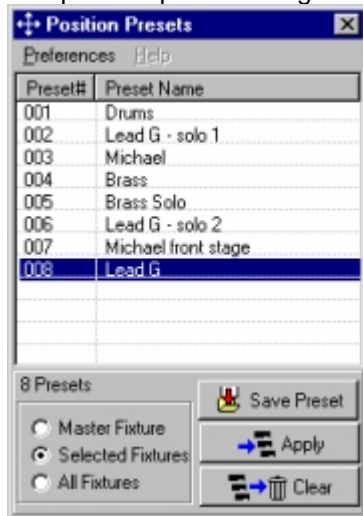 Position Presets
Preferences Help
Preset# Preset Name
001 Drums
002 Lead G - solo 1
003 Michael
004 Brass
005 Brass Solo
006 Lead G - solo 2
007 Michael front stage
008 Lead G
8 Presets
Save Preset
Master Fixture
Apply
Selected Fixtures
All Fixtures
Clear